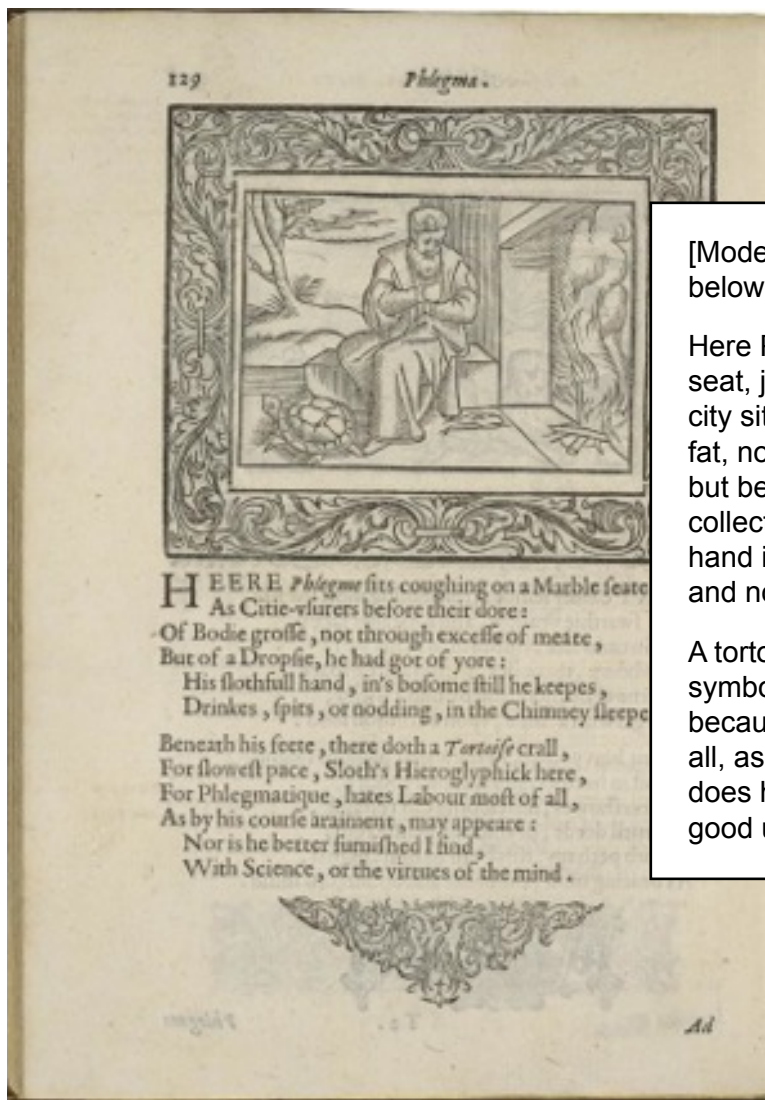 129 Phlegma.
HEERE Phlegme ſits coughing on a Marble ſeate
As Citie-vſurers before their dore:
Of Bodie groſſe, not through exceſſe of meate,
But of a Dropſie, he had got of yore:
His ſlothfull hand, in's boſome ſtill he keepes,
Drinkes, ſpits, or nodding, in the Chimney ſleepe
Beneath his feete, there doth a Tortoiſe crall,
For ſloweſt pace, Sloth's Hieroglyphick here,
For Phlegmatique, hates Labour moſt of all,
As by his courſe araiment, may appeare:
Nor is he better furniſhed I find,
With Science, or the virtues of the mind.
Ad
[Mode
below
Here
seat, j
city sit
fat, no
but be
collect
hand i
and no
A torto
symbo
becau
all, as
does h
good u